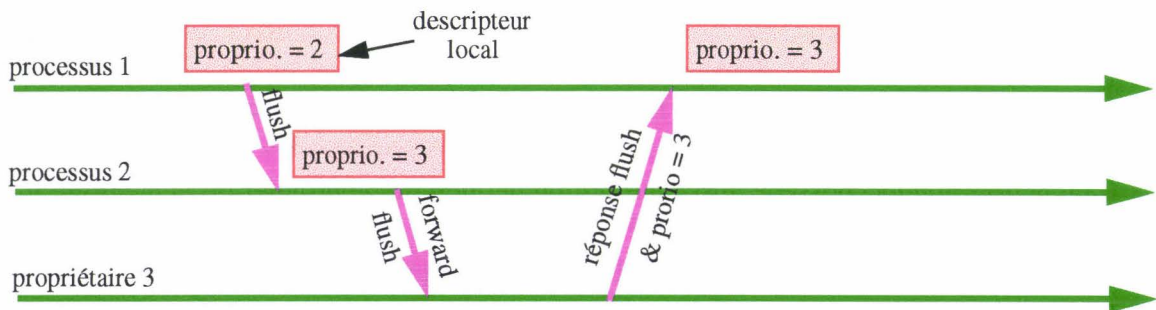 descripteur
local
proprio. = 2
proprio. = 3
processus 1
flush
proprio. = 3
processus 2
flush
forward
réponse flush
& prorio = 3
propriétaire 3